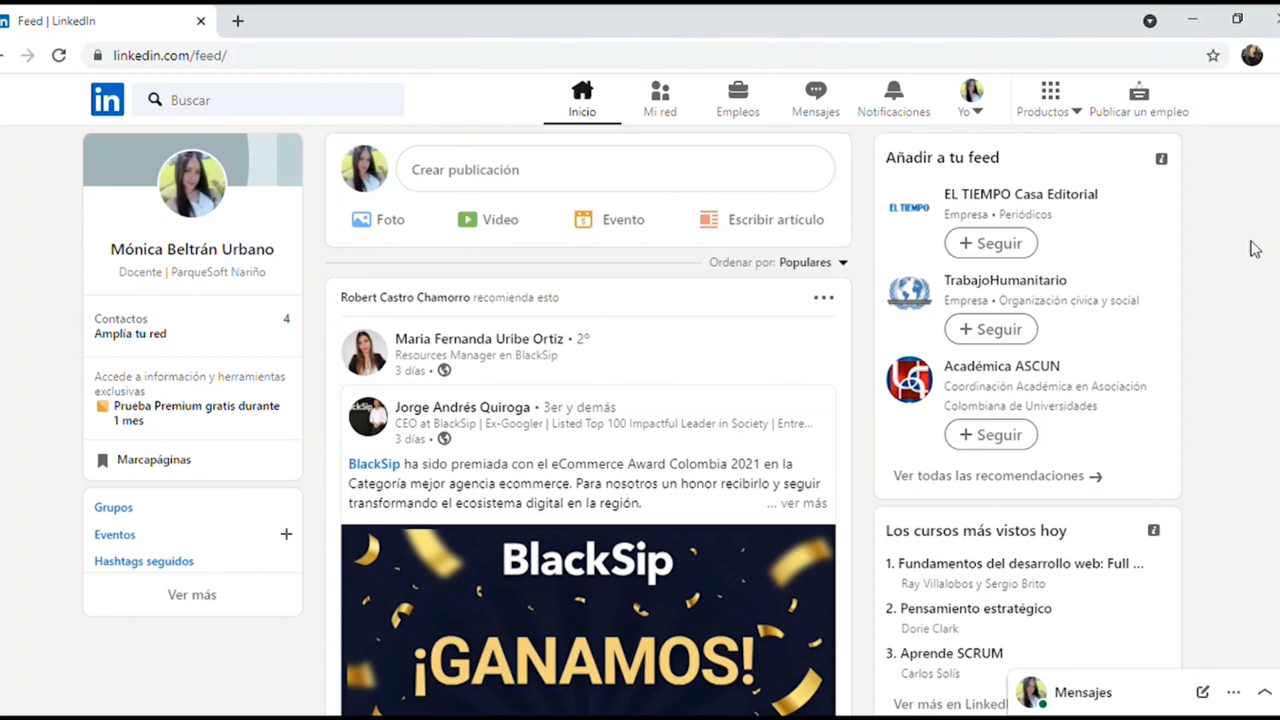 Feed | LinkedIn
linkedin.com/feed/
in
Buscar
Inicio
Mi red
Empleos
Mensajes
Notificaciones
Yo
Productos
Publicar un empleo
Mónica Beltrán Urbano
Docente | ParqueSoft Nariño
Contactos 4
Amplía tu red
Accede a información y herramientas
exclusivas
Prueba Premium gratis durante
1 mes
Marcapáginas
Grupos
Eventos
Hashtags seguidos
Ver más
Crear publicación
Foto
Vídeo
Evento
Escribir artículo
Ordenar por: Populares
Robert Castro Chamorro recomienda esto
Maria Fernanda Uribe Ortiz • 2º
Resources Manager en BlackSip
3 días •
Jorge Andrés Quiroga • 3er y demás
CEO at BlackSip | Ex-Googler | Listed Top 100 Impactful Leader in Society | Entre...
3 días •
BlackSip ha sido premiada con el eCommerce Award Colombia 2021 en la
Categoría mejor agencia ecommerce. Para nosotros un honor recibirlo y seguir
transformando el ecosistema digital en la región.
... ver más
BlackSip
¡GANAMOS!
Añadir a tu feed
EL TIEMPO
EL TIEMPO Casa Editorial
Empresa • Periódicos
+ Seguir
TrabajoHumanitario
Empresa • Organización cívica y social
+ Seguir
Académica ASCUN
Coordinación Académica en Asociación
Colombiana de Universidades
+ Seguir
Ver todas las recomendaciones →
Los cursos más vistos hoy
1. Fundamentos del desarrollo web: Full ...
Ray Villalobos y Sergio Brito
2. Pensamiento estratégico
Dorie Clark
3. Aprende SCRUM
Carlos Solís
Ver más en LinkedI
Mensajes